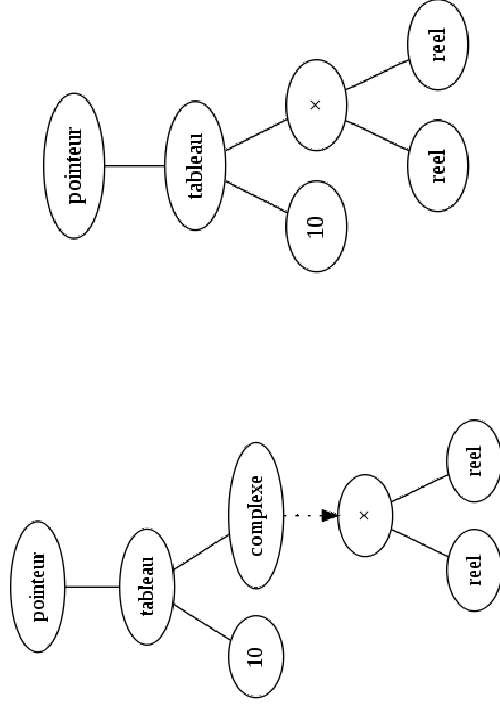 pointeur
tableau
10
complexe
×
reel
reel
pointeur
tableau
10
×
reel
reel